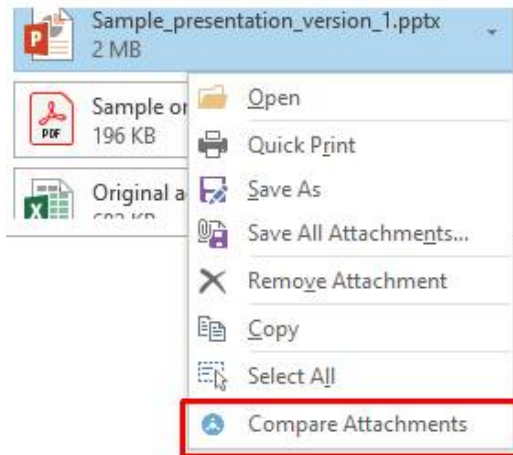 Sample_presentation_version_1.pptx
2 MB
Sample or
196 KB
Original a
Open
Quick Print
Save As
Save All Attachments...
Remove Attachment
Copy
Select All
Compare Attachments